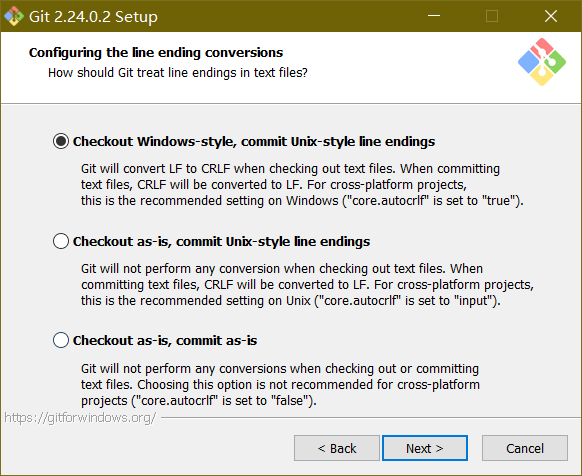 Git 2.24.0.2 Setup
Configuring the line ending conversions
How should Git treat line endings in text files?
Checkout Windows-style, commit Unix-style line endings
Git will convert LF to CRLF when checking out text files. When committing
text files, CRLF will be converted to LF. For cross-platform projects,
this is the recommended setting on Windows ("core.autocrlf" is set to "true").
Checkout as-is, commit Unix-style line endings
Git will not perform any conversion when checking out text files. When
committing text files, CRLF will be converted to LF. For cross-platform projects,
this is the recommended setting on Unix ("core.autocrlf" is set to "input").
Checkout as-is, commit as-is
Git will not perform any conversions when checking out or committing
text files. Choosing this option is not recommended for cross-platform
projects ("core.autocrlf" is set to "false").
https://gitforwindows.org/
< Back Next > Cancel